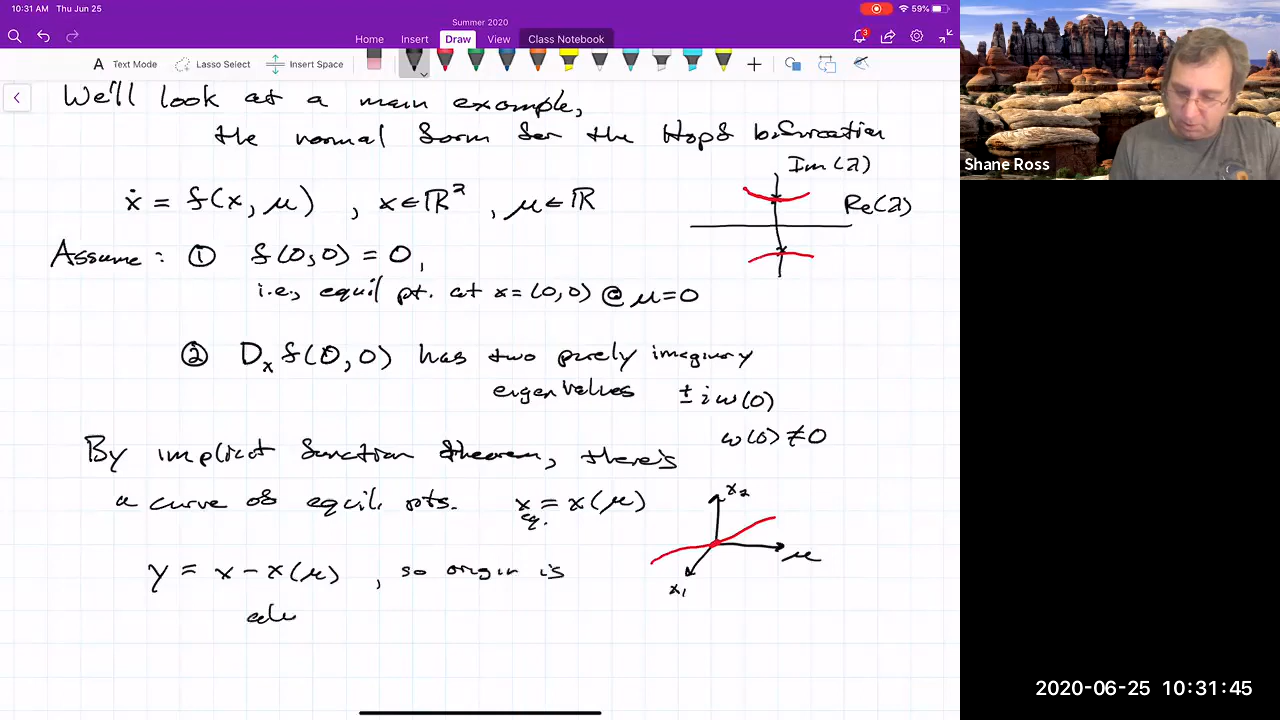 10:31 AM Thu Jun 25
59%
Summer 2020
Home Insert Draw View Class Notebook
3
A Text Mode Lasso Select Insert Space
We'll look at a main example,
the normal form for the Hopf bifurcation
ẋ = f(x, μ) , x ∈ ℝ² , μ ∈ ℝ
Im(λ)
Re(λ)
Assume : ① f(0,0) = 0,
i.e., equil pt. at x = (0,0) @ μ=0
② Dₓ f(0,0) has two purely imaginary
eigenvalues ± i ω(0)
ω(0) ≠ 0
By implicit function theorem, there's
a curve of equil. pts. x_eq. = x(μ)
x₂
μ
x₁
y = x - x(μ) , so origin is
Shane Ross
2020-06-25 10:31:45